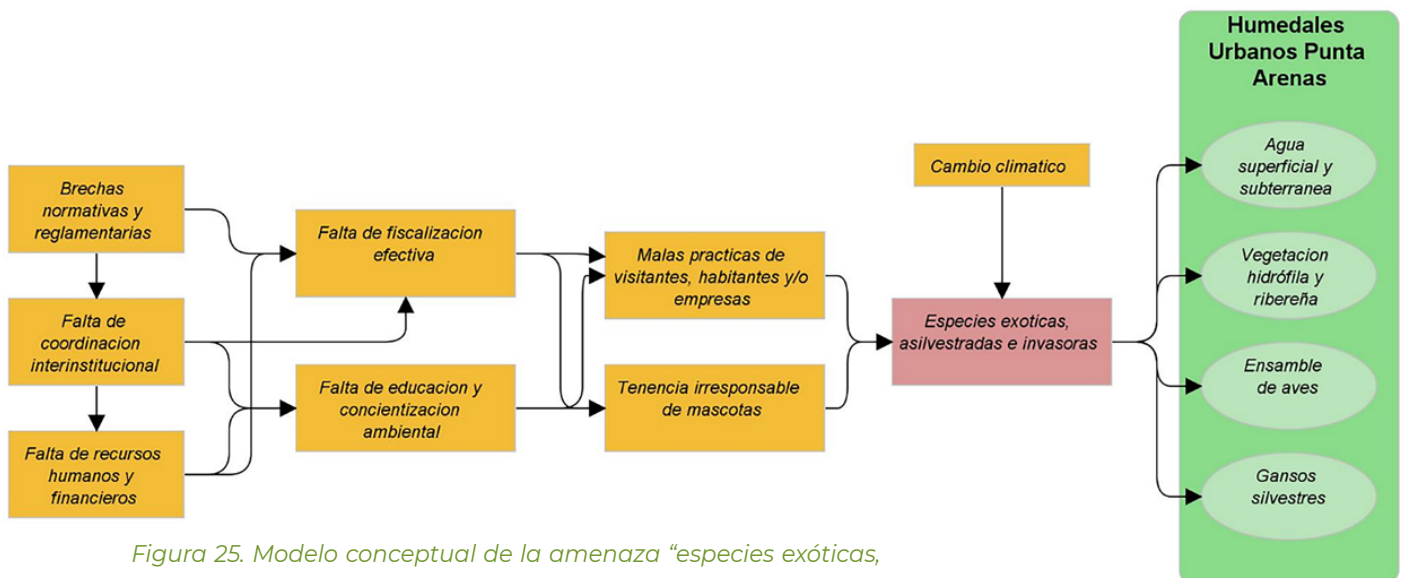 Humedales
Urbanos Punta
Arenas
Brechas
normativas y
reglamentarias
Falta de
coordinacion
interinstitucional
Falta de recursos
humanos y
financieros
Falta de fiscalizacion
efectiva
Falta de educacion y
concientizacion
ambiental
Malas practicas de
visitantes, habitantes y/o
empresas
Tenencia irresponsable
de mascotas
Cambio climatico
Especies exoticas,
asilvestradas e invasoras
Agua
superficial y
subterranea
Vegetacion
hidrófila y
ribereña
Ensamble
de aves
Gansos
silvestres
Figura 25. Modelo conceptual de la amenaza “especies exóticas,